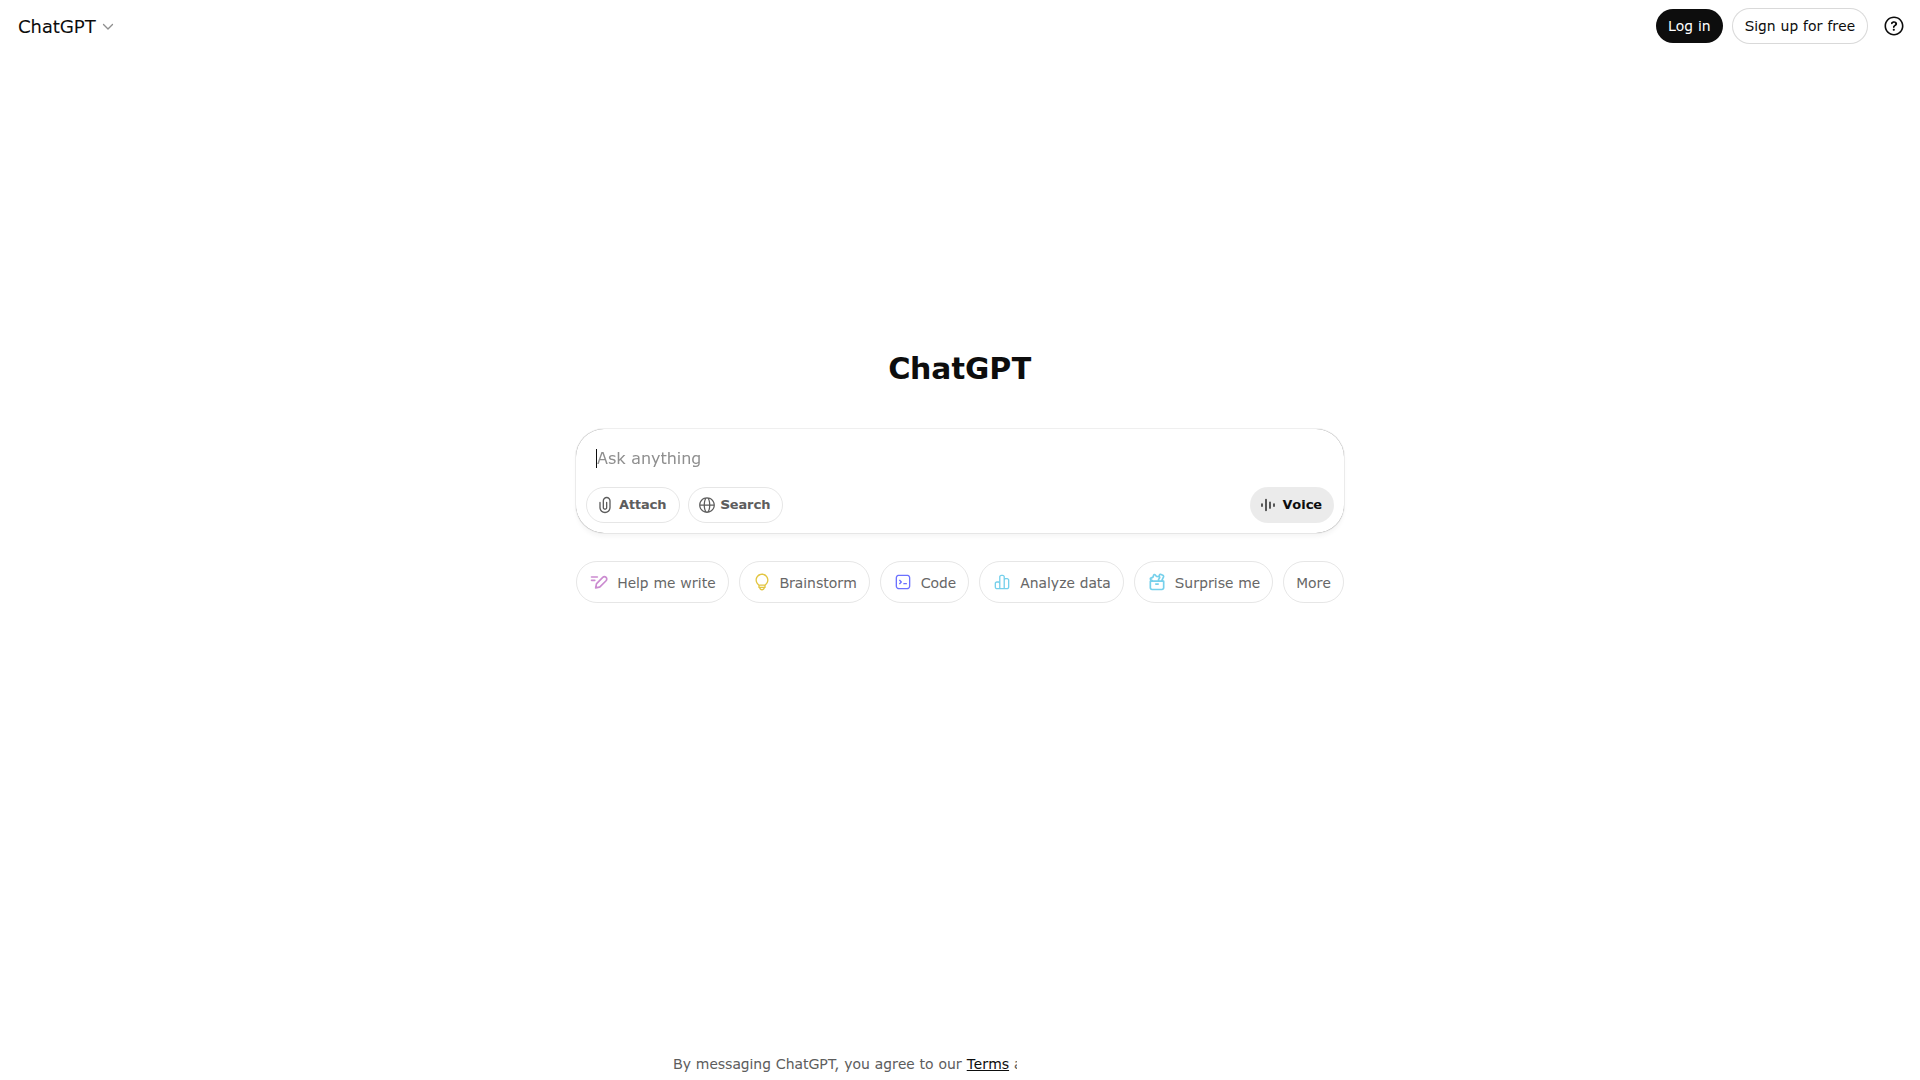 ChatGPT
Log in
Sign up for free
ChatGPT
Ask anything
Attach
Search
Voice
Help me write
Brainstorm
Code
Analyze data
Surprise me
More
By messaging ChatGPT, you agree to our Terms